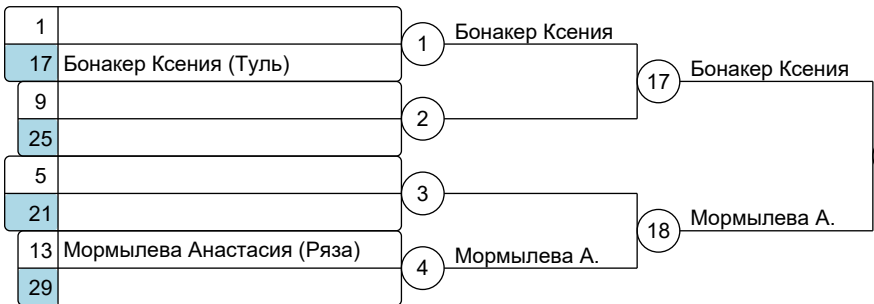 1
1
Бонакер Ксения
17 Бонакер Ксения (Туль)
17
Бонакер Ксения
9
2
25
5
3
21
18
Мормылева А.
13 Мормылева Анастасия (Ряза)
4
Мормылева А.
29